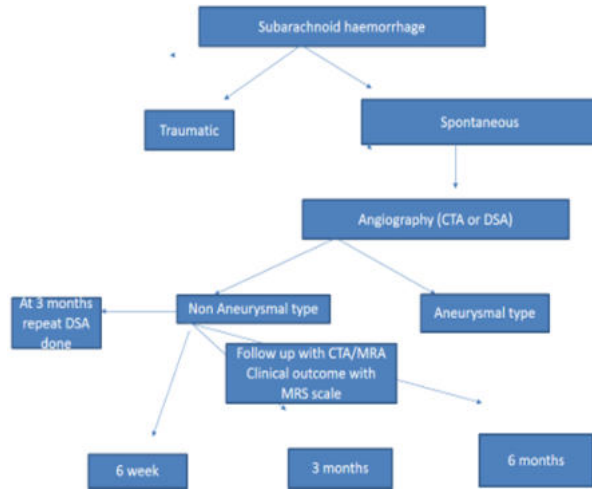 Subarachnoid haemorrhage
Traumatic
Spontaneous
Angiography (CTA or DSA)
At 3 months
repeat DSA
done
Non Aneurysmal type
Aneurysmal type
Follow up with CTA/MRA
Clinical outcome with
MRS scale
6 week
3 months
6 months